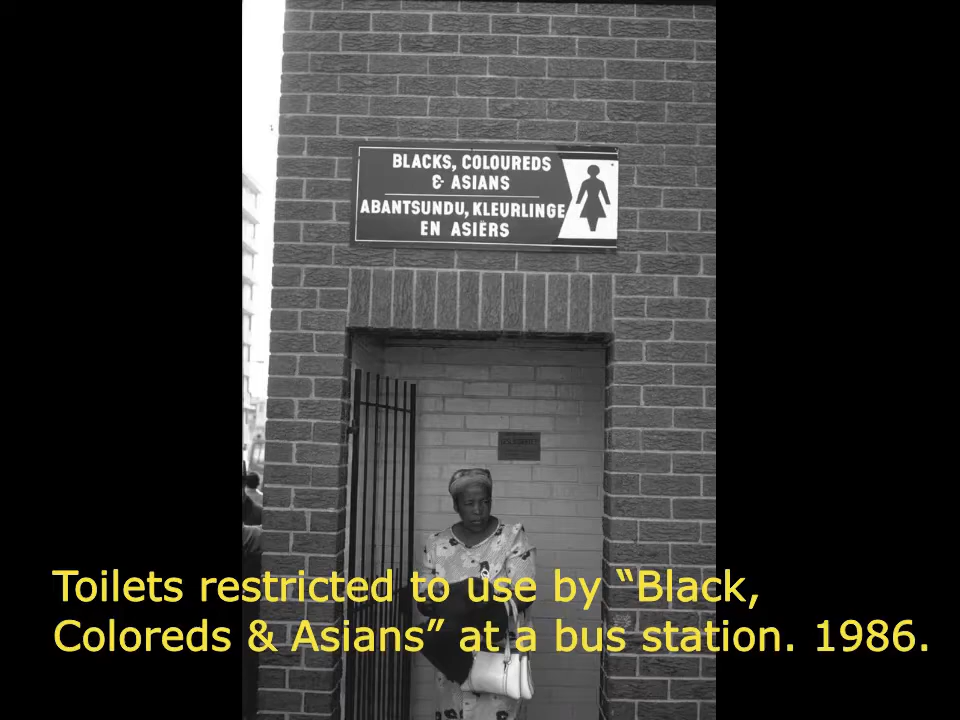 BLACKS, COLOUREDS
& ASIANS
ABANTSUNDU, KLEURLINGE
EN ASIËRS
Toilets restricted to use by “Black,
Coloreds & Asians” at a bus station. 1986.